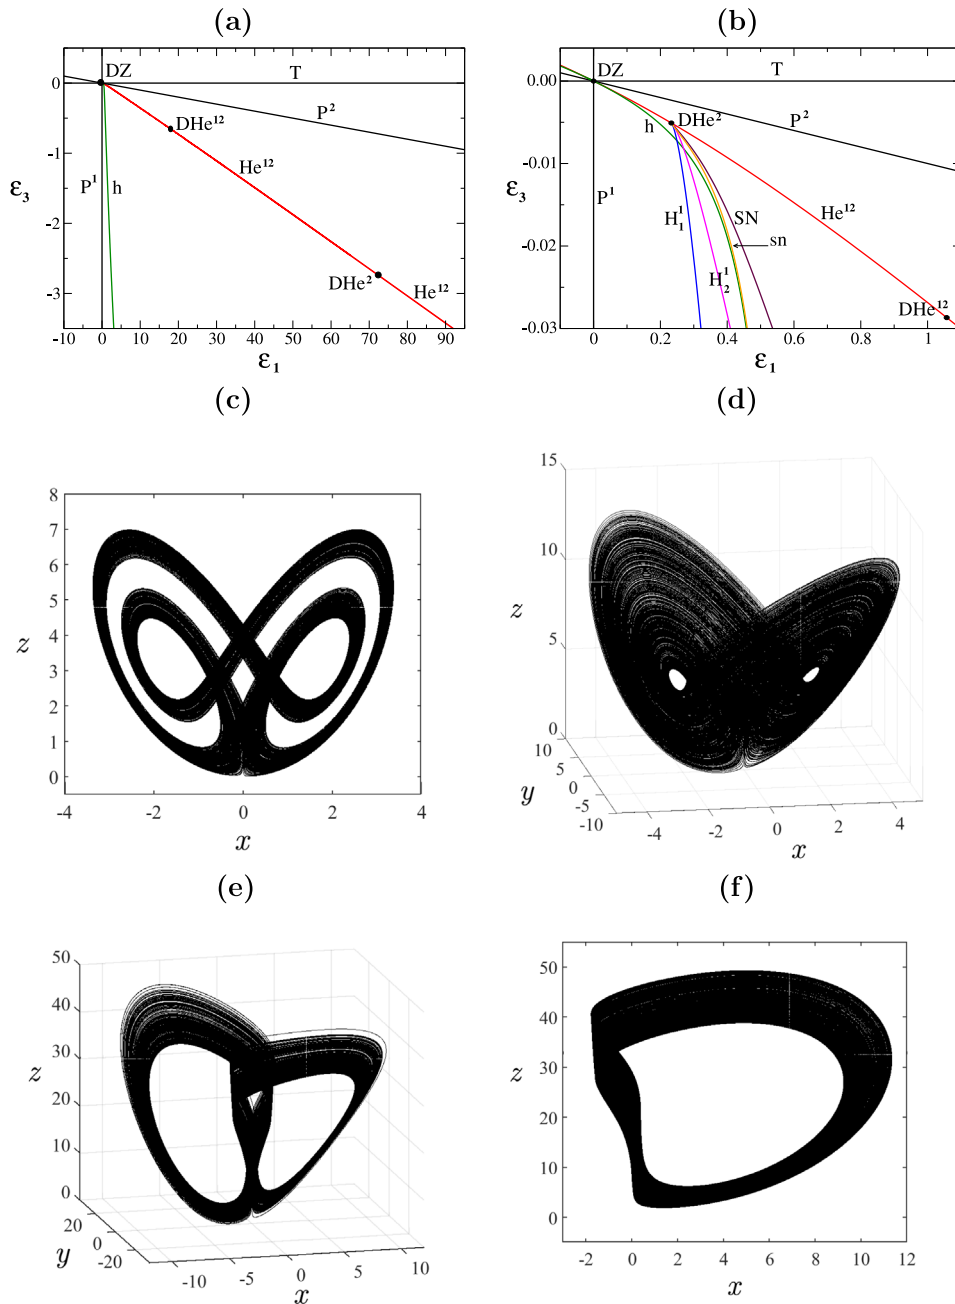 (a)
(b)
DZ
T
P²
DHe¹²
He¹²
P¹
h
DHe²
He¹²
0
-1
-2
-3
ε₃
-10 0 10 20 30 40 50 60 70 80 90
ε₁
DZ
T
P²
DHe²
h
P¹
He¹²
H¹₁
SN
sn
H¹₂
DHe¹²
0.00
-0.01
-0.02
-0.03
ε₃
0 0.2 0.4 0.6 0.8 1
ε₁
(c)
(d)
8
7
6
5
4
3
2
1
0
z
-4 -2 0 2 4
x
15
10
5
0
z
10
5
0
-5
-10
y
-4 -2 0 2 4
x
(e)
(f)
50
40
30
20
10
0
z
20
0
-20
y
-10 -5 0 5 10
x
50
40
30
20
10
0
z
-2 0 2 4 6 8 10 12
x